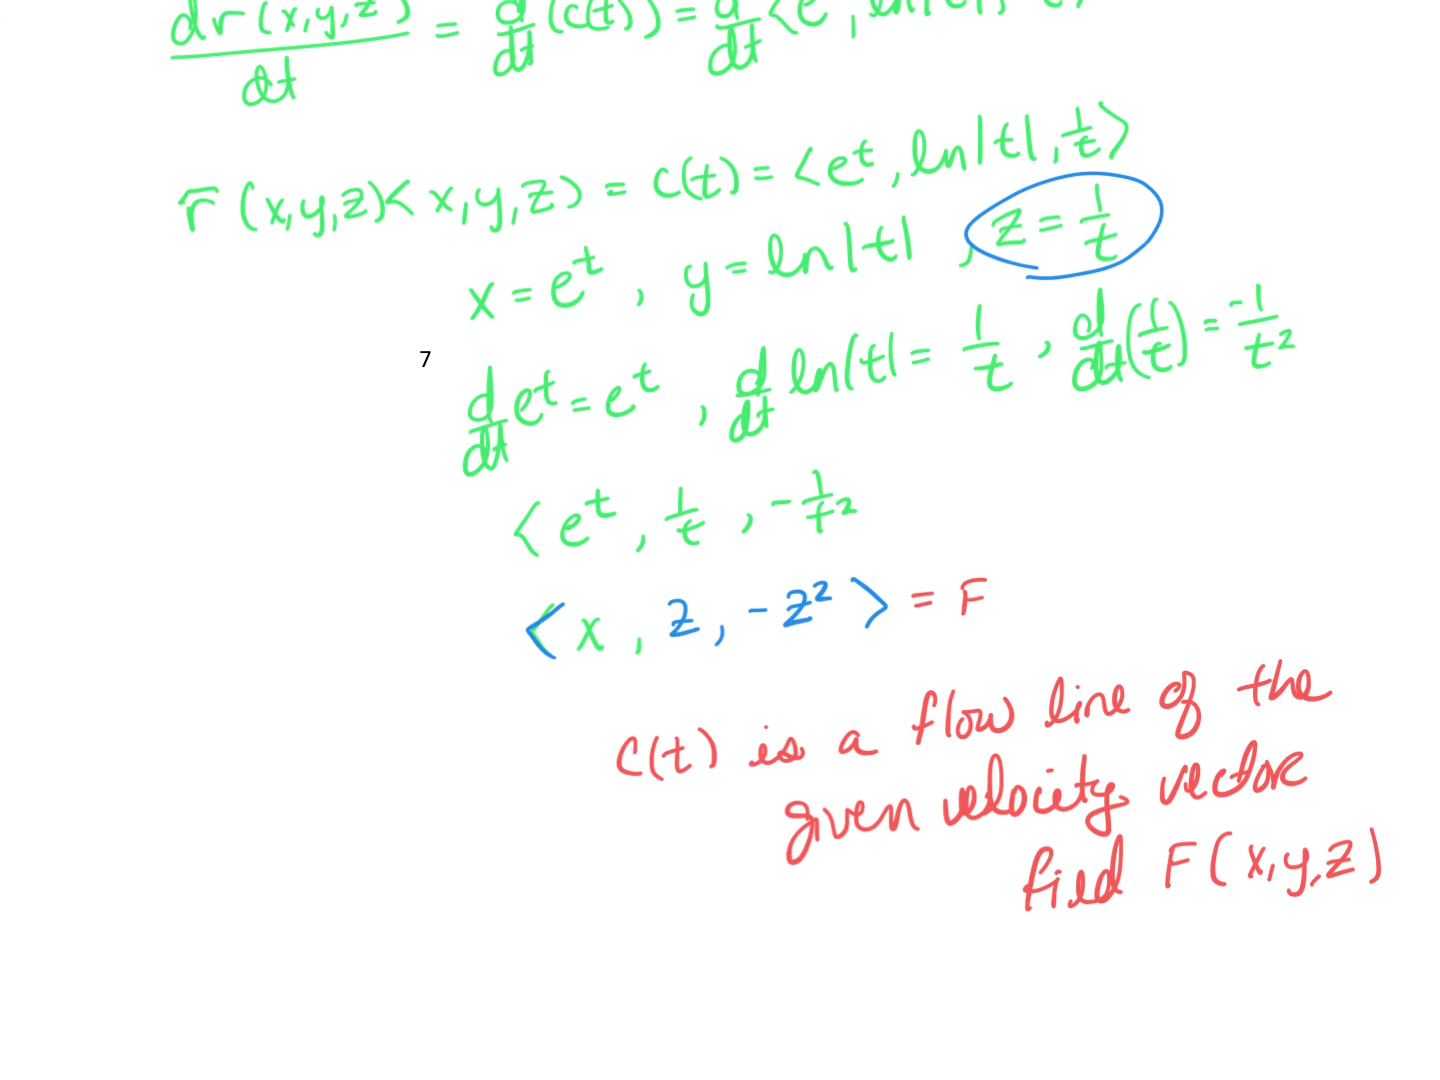 dr(x,y,z)/dt = d/dt (c(t)) = d/dt <e
r̄ (x,y,z)<x,y,z> = c(t) = <e^t, ln|t|, 1/t>
x = e^t, y = ln|t|, z = 1/t
7
d/dt e^t = e^t, d/dt ln|t| = 1/t, d/dt(1/t) = -1/t²
<e^t, 1/t, -1/t²
<x, z, -z²> = F
C(t) is a flow line of the
given velocity vector
field F(x,y,z)